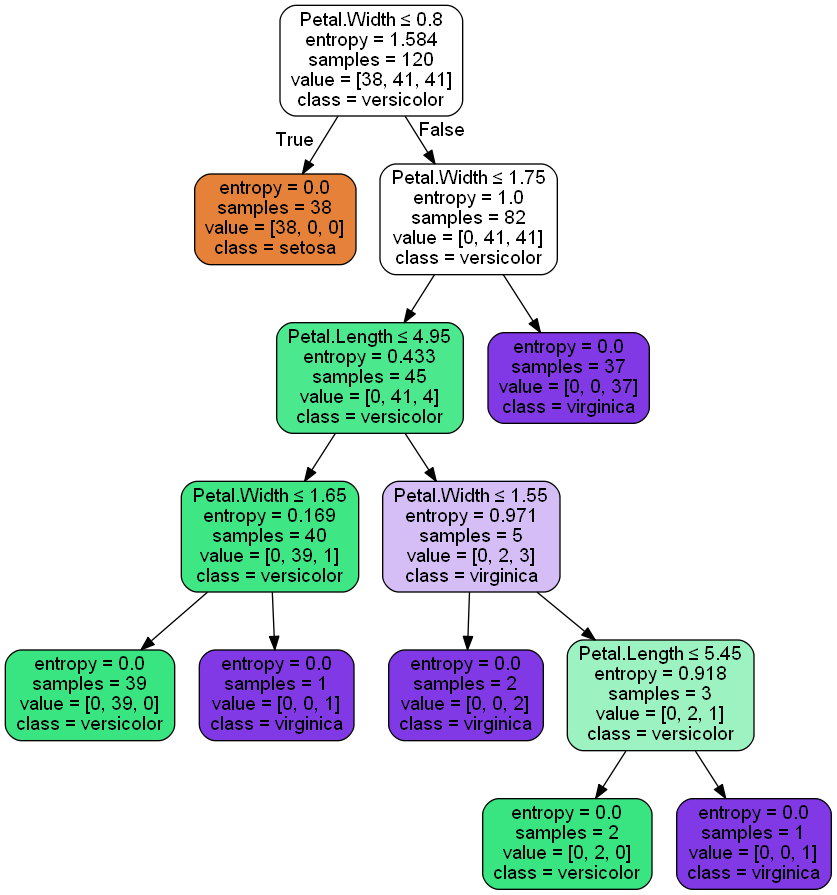 Petal.Width ≤ 0.8
entropy = 1.584
samples = 120
value = [38, 41, 41]
class = versicolor
True
False
entropy = 0.0
samples = 38
value = [38, 0, 0]
class = setosa
Petal.Width ≤ 1.75
entropy = 1.0
samples = 82
value = [0, 41, 41]
class = versicolor
Petal.Length ≤ 4.95
entropy = 0.433
samples = 45
value = [0, 41, 4]
class = versicolor
entropy = 0.0
samples = 37
value = [0, 0, 37]
class = virginica
Petal.Width ≤ 1.65
entropy = 0.169
samples = 40
value = [0, 39, 1]
class = versicolor
Petal.Width ≤ 1.55
entropy = 0.971
samples = 5
value = [0, 2, 3]
class = virginica
entropy = 0.0
samples = 39
value = [0, 39, 0]
class = versicolor
entropy = 0.0
samples = 1
value = [0, 0, 1]
class = virginica
entropy = 0.0
samples = 2
value = [0, 0, 2]
class = virginica
Petal.Length ≤ 5.45
entropy = 0.918
samples = 3
value = [0, 2, 1]
class = versicolor
entropy = 0.0
samples = 2
value = [0, 2, 0]
class = versicolor
entropy = 0.0
samples = 1
value = [0, 0, 1]
class = virginica